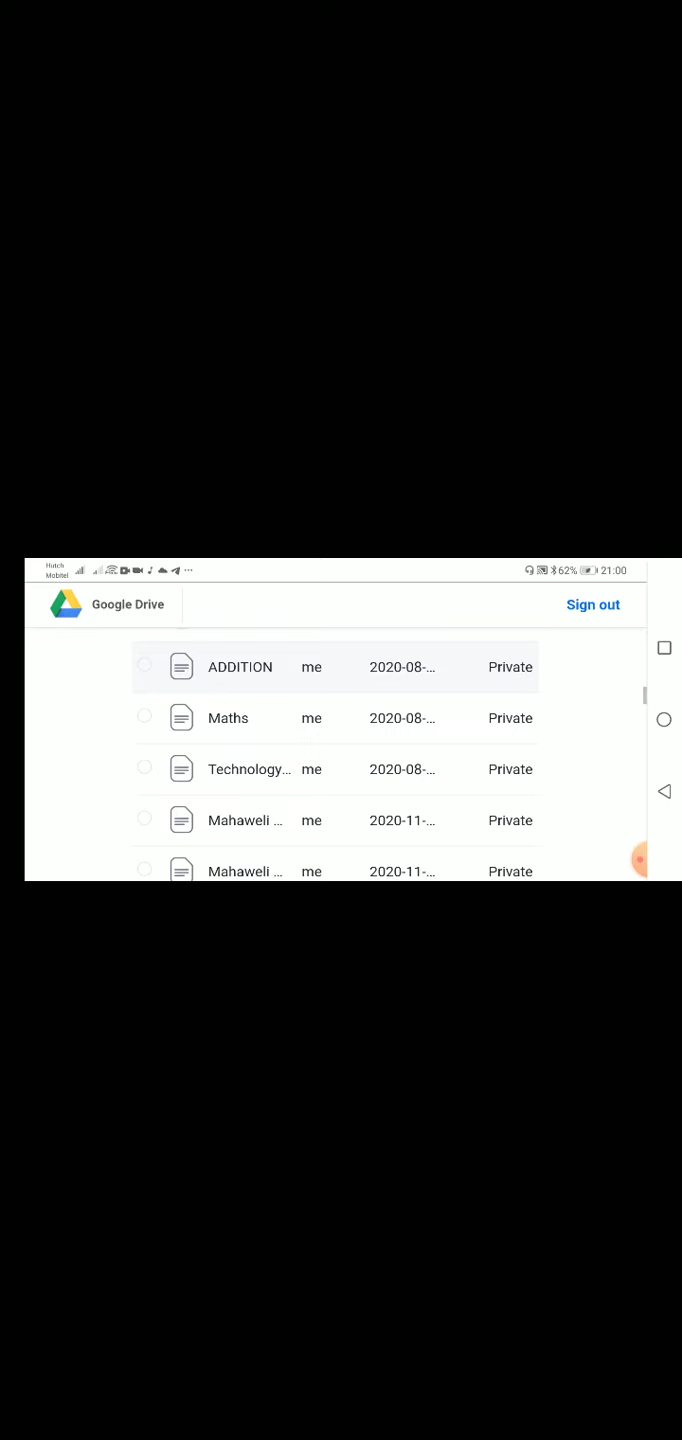 Hutch
Mobitel
62% 21:00
Google Drive Sign out
ADDITION me 2020-08-... Private
Maths me 2020-08-... Private
Technology... me 2020-08-... Private
Mahaweli ... me 2020-11-... Private
Mahaweli ... me 2020-11-... Private